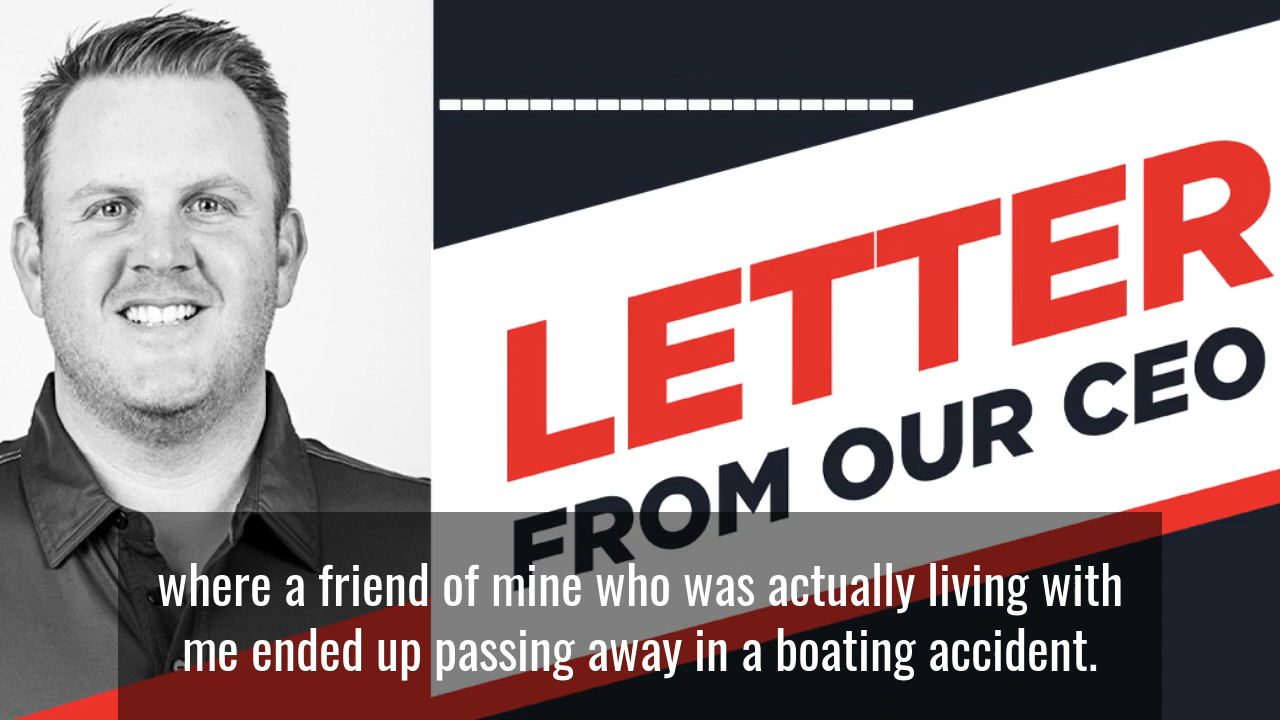 LETTER
FROM OUR CEO
where a friend of mine who was actually living with
me ended up passing away in a boating accident.